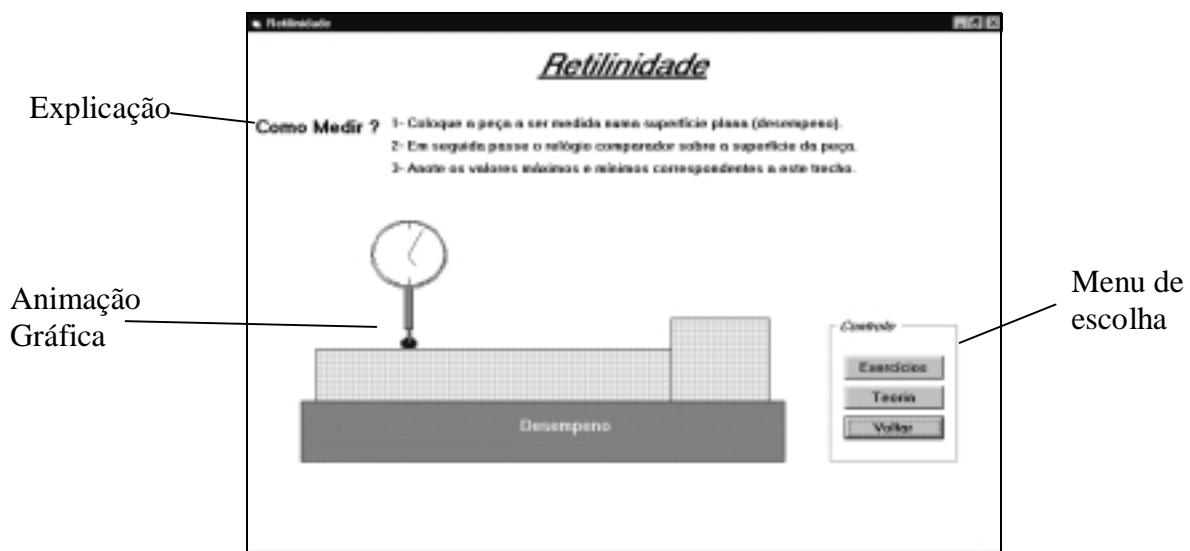 Retilinidade
Retilinidade
Explicação
Como Medir ?
1- Coloque a peça a ser medida numa superfície plana (desempeno).
2- Em seguida passe o relógio comparador sobre a superfície da peça.
3- Anote os valores máximos e mínimos correspondentes a este trecho.
Animação
Gráfica
Menu de
escolha
Controle
Exercícios
Teoria
Voltar
Desempeno